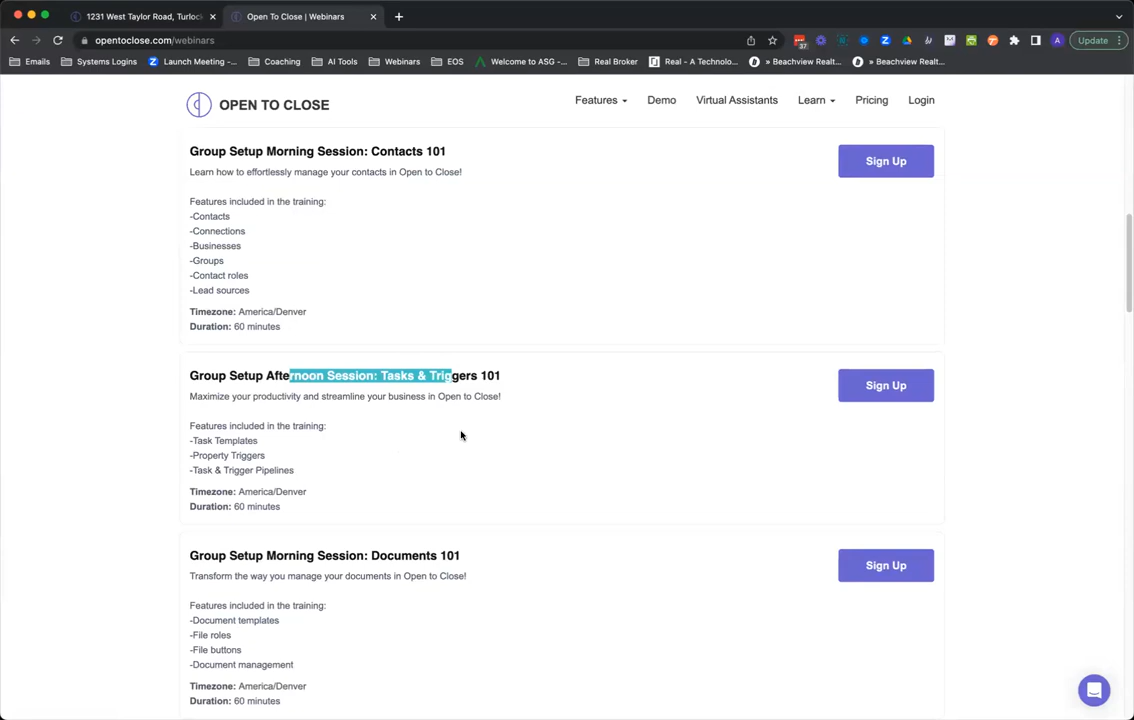 1231 West Taylor Road, Turlock
Open To Close | Webinars
opentoclose.com/webinars
37
A
Update
Emails
Systems Logins
Launch Meeting -...
Coaching
AI Tools
Webinars
EOS
Welcome to ASG -...
Real Broker
Real - A Technolo...
» Beachview Realt...
» Beachview Realt...
OPEN TO CLOSE
Features
Demo
Virtual Assistants
Learn
Pricing
Login
Group Setup Morning Session: Contacts 101
Sign Up
Learn how to effortlessly manage your contacts in Open to Close!
Features included in the training:
-Contacts
-Connections
-Businesses
-Groups
-Contact roles
-Lead sources
Timezone: America/Denver
Duration: 60 minutes
Group Setup Afternoon Session: Tasks & Triggers 101
Sign Up
Maximize your productivity and streamline your business in Open to Close!
Features included in the training:
-Task Templates
-Property Triggers
-Task & Trigger Pipelines
Timezone: America/Denver
Duration: 60 minutes
Group Setup Morning Session: Documents 101
Sign Up
Transform the way you manage your documents in Open to Close!
Features included in the training:
-Document templates
-File roles
-File buttons
-Document management
Timezone: America/Denver
Duration: 60 minutes